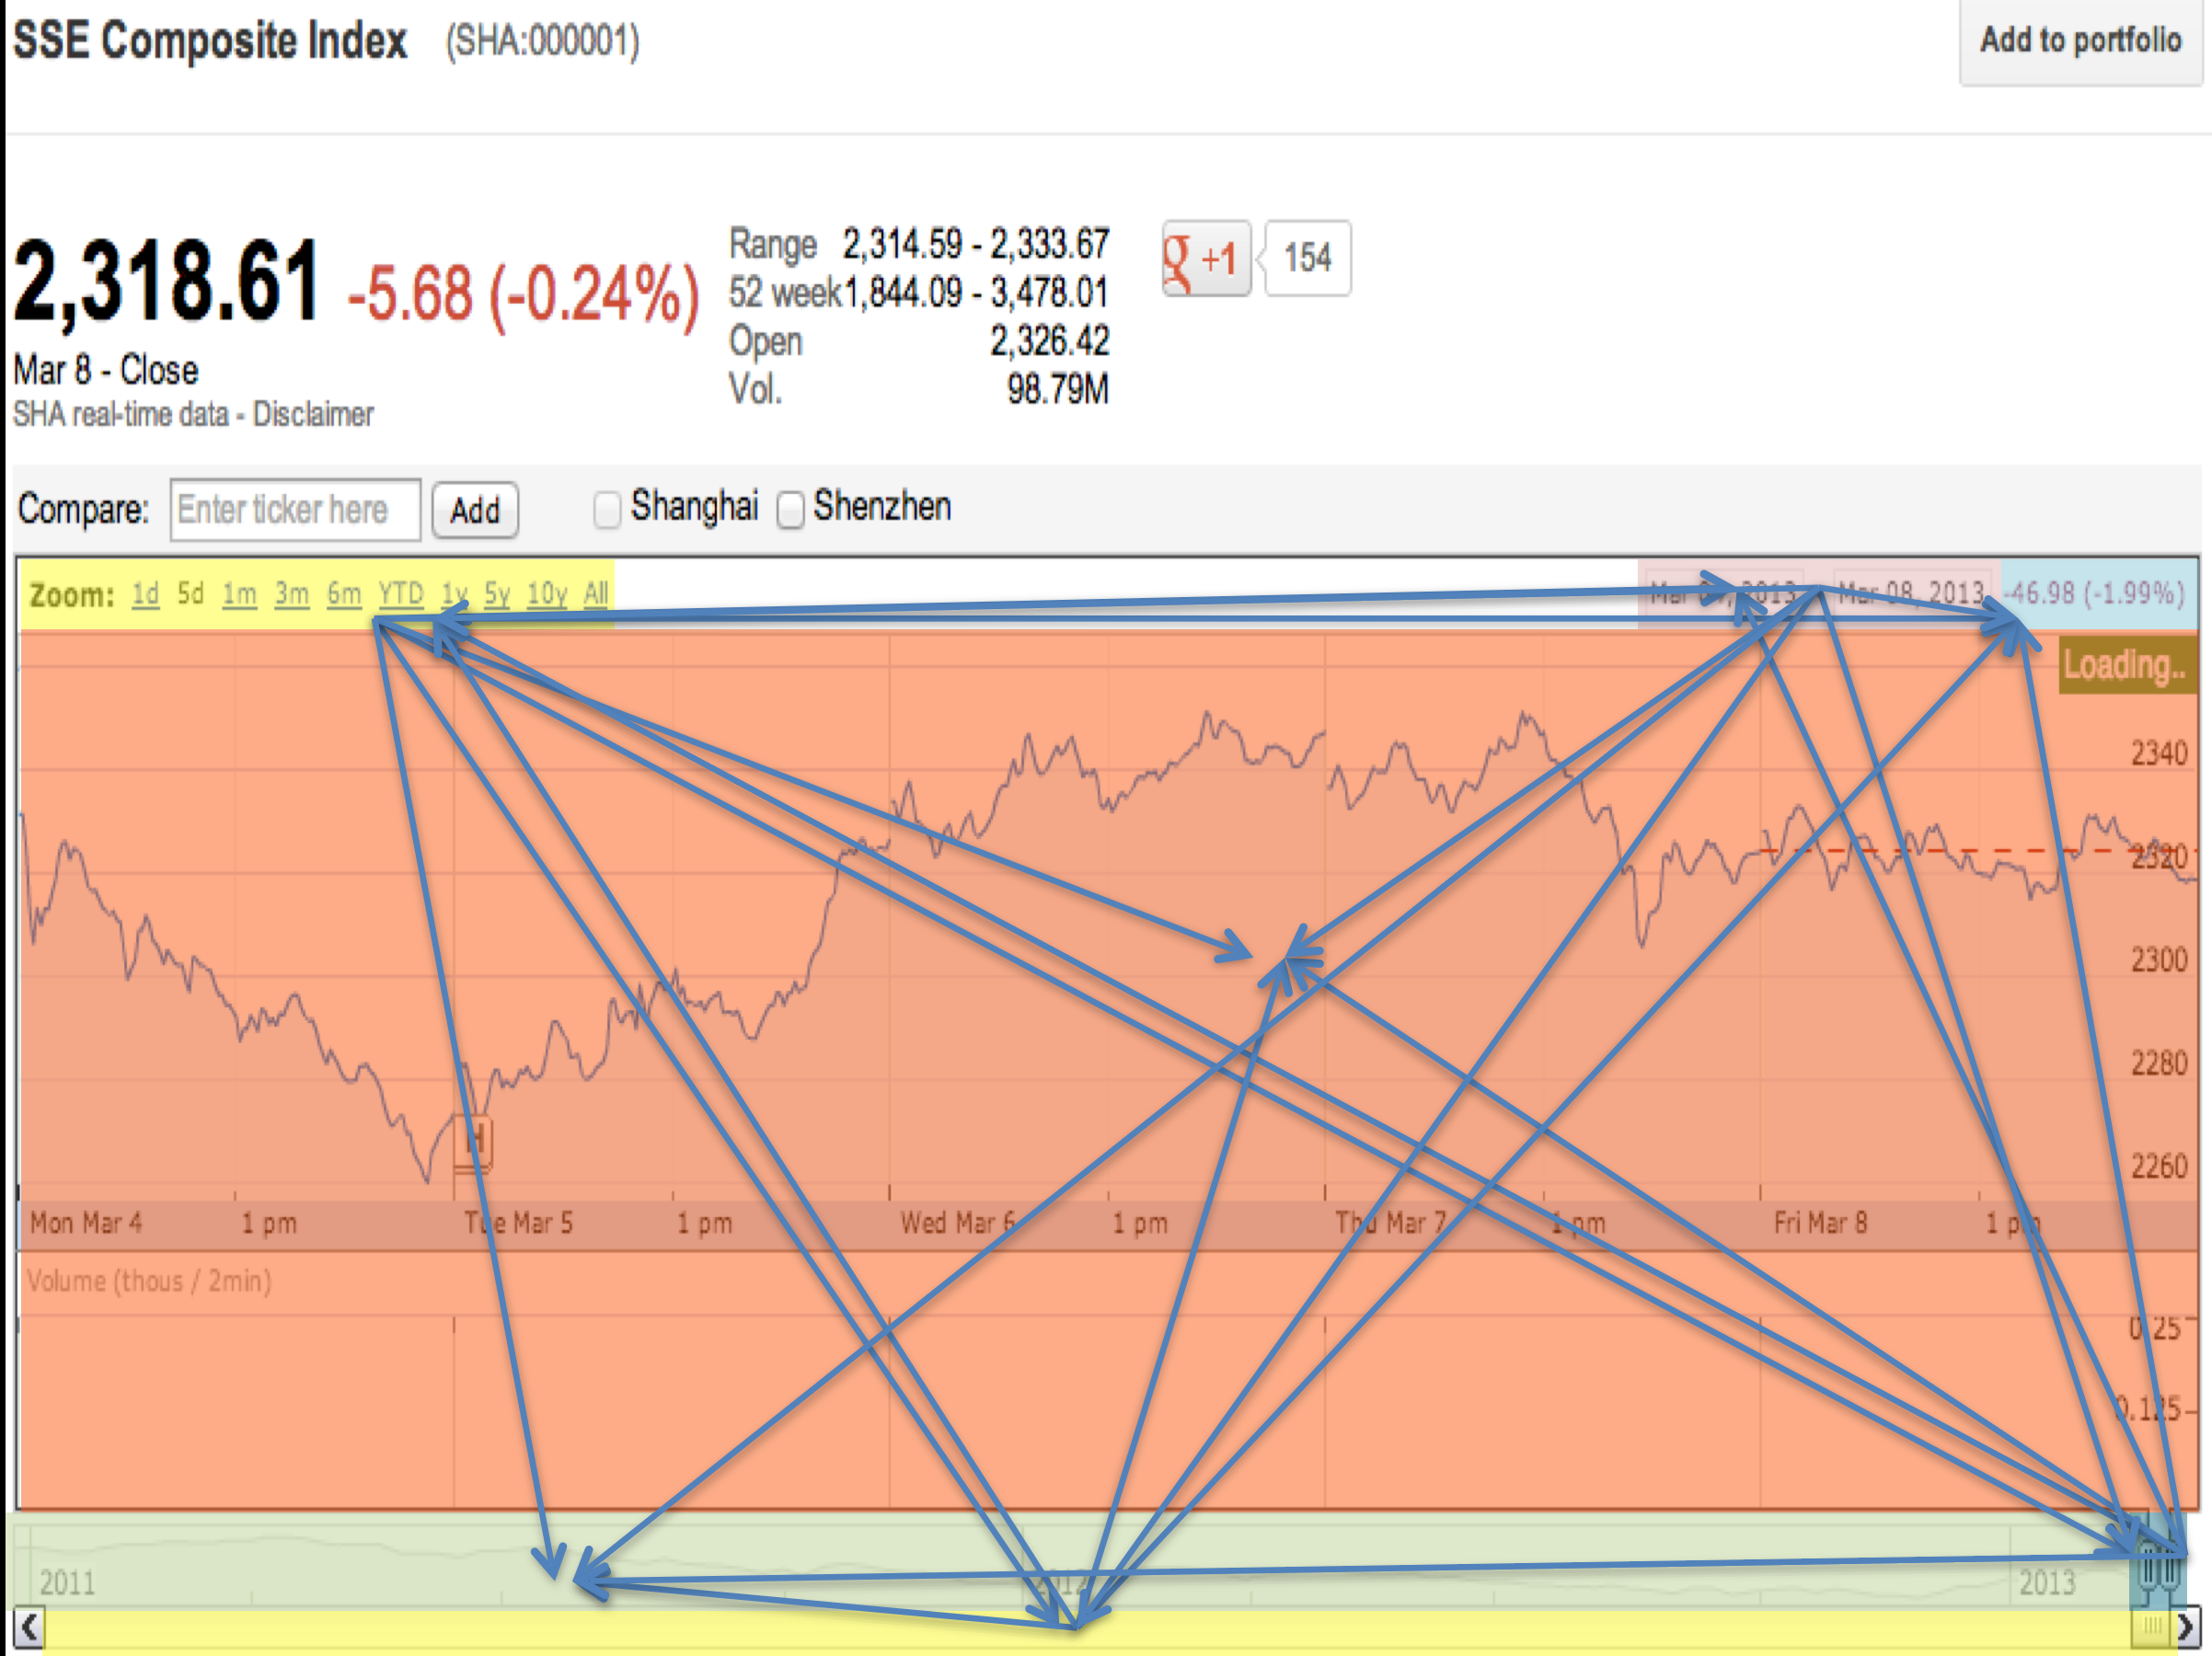 SSE Composite Index (SHA:000001) Add to portfolio
2,318.61 -5.68 (-0.24%)
Range 2,314.59 - 2,333.67
52 week 1,844.09 - 3,478.01
Open 2,326.42
Vol. 98.79M
g +1 154
Mar 8 - Close
SHA real-time data - Disclaimer
Compare: Enter ticker here Add Shanghai Shenzhen
Zoom: 1d 5d 1m 3m 6m YTD 1y 5y 10y All Mar 2013 Mar 08, 2013 -46.98 (-1.99%)
Loading..
2340
2320
2300
2280
H
2260
Mon Mar 4 1 pm Tue Mar 5 1 pm Wed Mar 6 1 pm Thu Mar 7 1 pm Fri Mar 8 1 pm
Volume (thous / 2min)
0.25
0.125
2011 2012 2013